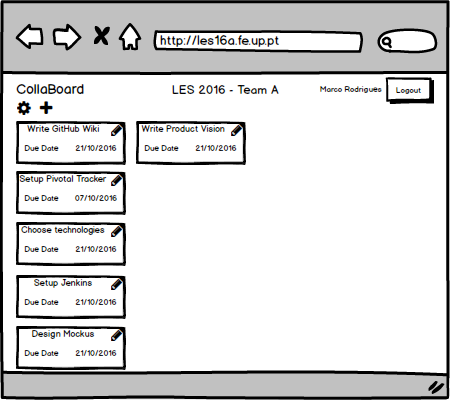 http://les16a.fe.up.pt
CollaBoard LES 2016 - Team A Marco Rodrigues Logout
Write GitHub Wiki Write Product Vision
Due Date 21/10/2016 Due Date 21/10/2016
Setup Pivotal Tracker
Due Date 07/10/2016
Choose technologies
Due Date 21/10/2016
Setup Jenkins
Due Date 21/10/2016
Design Mockus
Due Date 21/10/2016